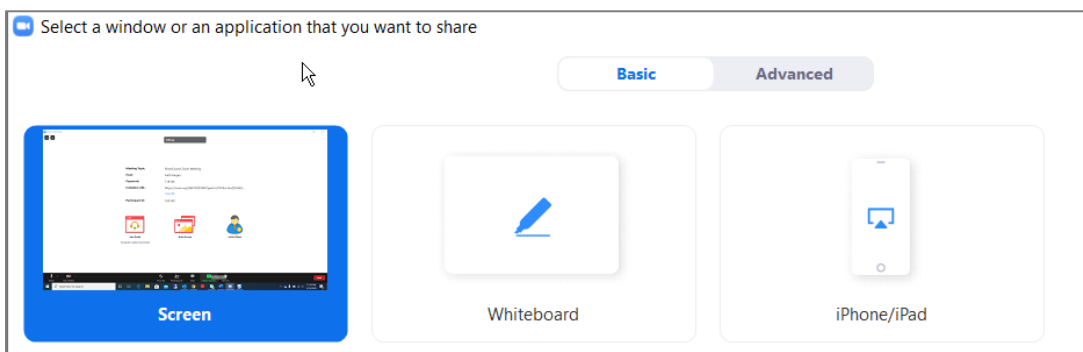 Select a window or an application that you want to share
Basic
Advanced
Screen
Whiteboard
iPhone/iPad